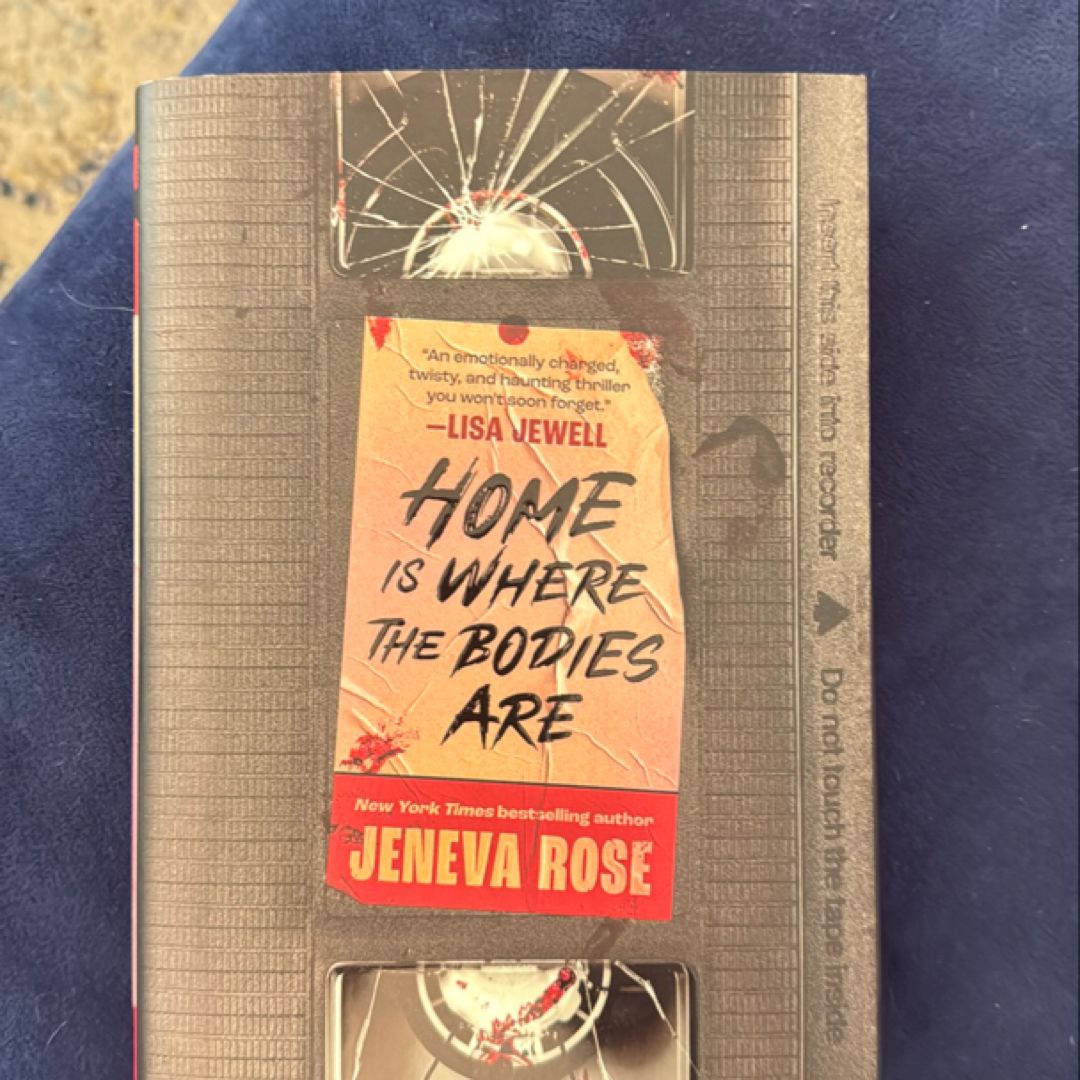 "An emotionally charged,
twisty, and haunting thriller
you won't soon forget."
—LISA JEWELL
HOME
IS WHERE
THE BODIES
ARE
New York Times bestselling author
JENEVA ROSE
Insert this side into recorder ▲ Do not touch the tape inside